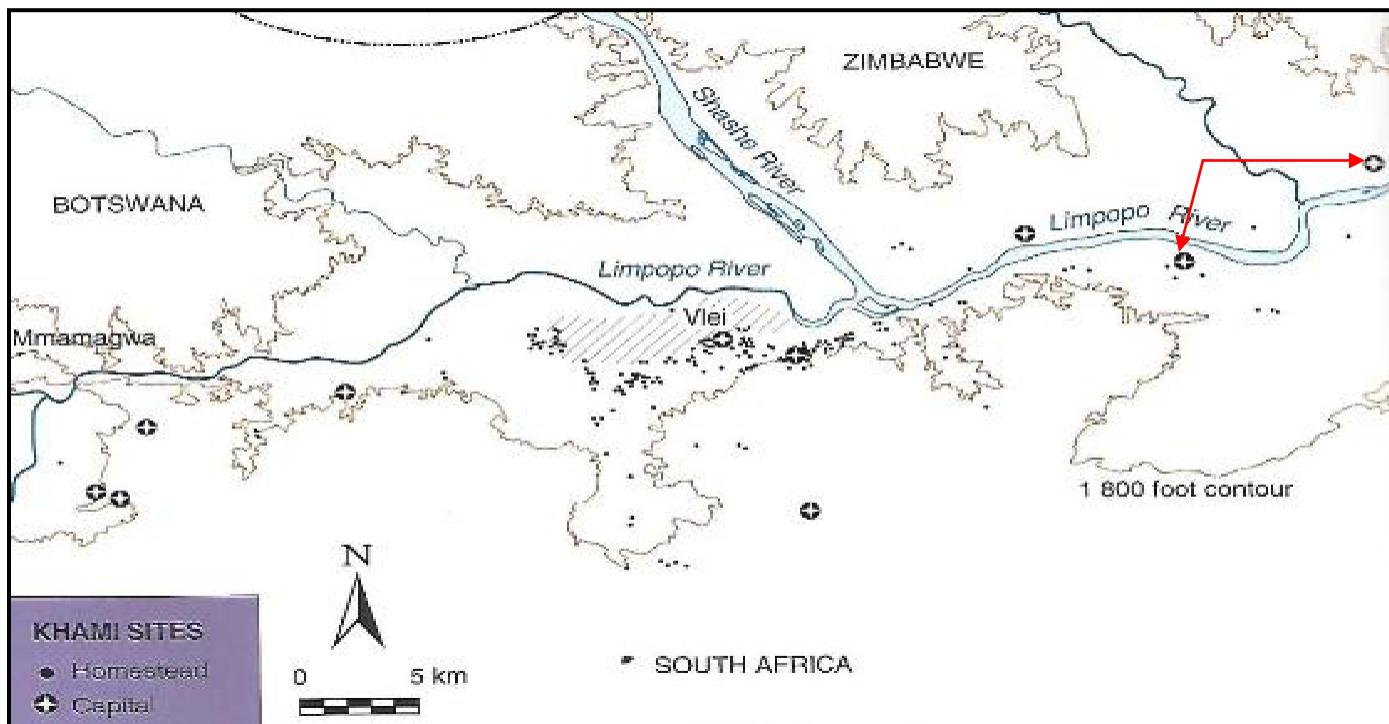 ZIMBABWE
Shashe River
BOTSWANA
Limpopo River
Limpopo River
Vlei
Mmamagwa
1 800 foot contour
N
KHAMI SITES
Homestead
Capital
0 5 km
SOUTH AFRICA